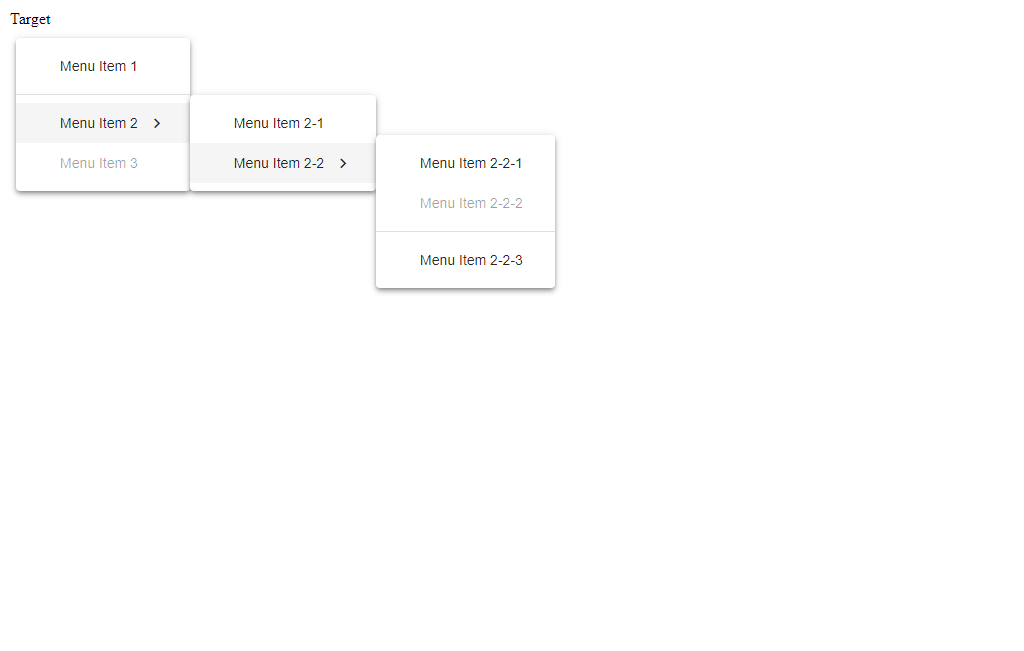 Target
Menu Item 1
Menu Item 2
Menu Item 3
Menu Item 2-1
Menu Item 2-2
Menu Item 2-2-1
Menu Item 2-2-2
Menu Item 2-2-3